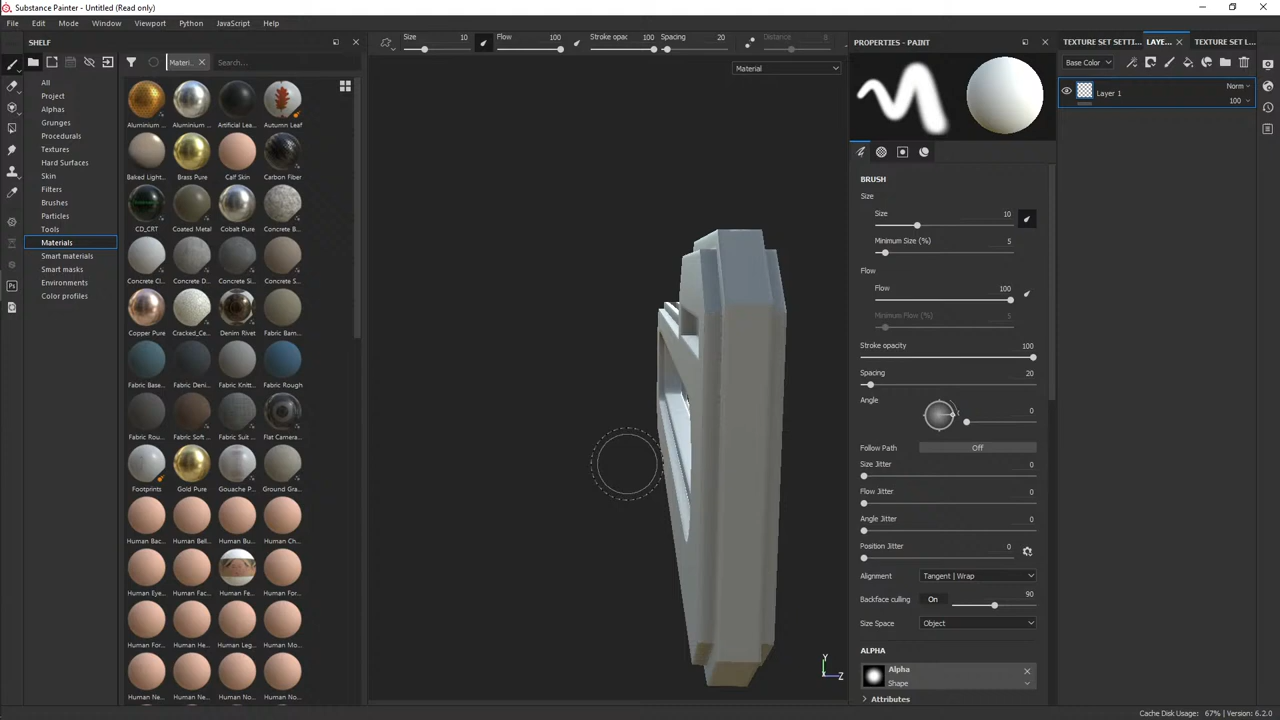 Substance Painter - Untitled (Read only)
File Edit Mode Window Viewport Python JavaScript Help
SHELF
Size 10 Flow 100 Stroke opac 100 Spacing 20 Distance 8
PROPERTIES - PAINT
TEXTURE SET SETTI... LAYE... TEXTURE SET L...
Materi...
Search...
Material
Base Color
Layer 1
Norm
100
All
Project
Alphas
Grunges
Procedurals
Textures
Hard Surfaces
Skin
Filters
Brushes
Particles
Tools
Materials
Smart materials
Smart masks
Environments
Color profiles
Aluminium ... Aluminium ... Artificial Lea... Autumn Leaf
Baked Light... Brass Pure Calf Skin Carbon Fiber
CD_CRT Coated Metal Cobalt Pure Concrete B...
Concrete Cl... Concrete D... Concrete Si... Concrete S...
Copper Pure Cracked_Ce... Denim Rivet Fabric Bam...
Fabric Base... Fabric Deni... Fabric Knitt... Fabric Rough
Fabric Rou... Fabric Soft ... Fabric Suit ... Flat Camera...
Footprints Gold Pure Gouache P... Ground Gra...
Human Bac... Human Bell... Human Bu... Human Ch...
Human Eye... Human Fac... Human Fe... Human For...
Human For... Human He... Human Leg... Human Mo...
Human Ne... Human Ne... Human No... Human No...
BRUSH
Size
Size 10
Minimum Size (%) 5
Flow
Flow 100
Minimum Flow (%) 5
Stroke opacity 100
Spacing 20
Angle 0
Follow Path Off
Size Jitter 0
Flow Jitter 0
Angle Jitter 0
Position Jitter 0
Alignment Tangent | Wrap
Backface culling On 90
Size Space Object
ALPHA
Alpha
Shape
Attributes
Y
Z
Ps
Cache Disk Usage: 67% | Version: 6.2.0